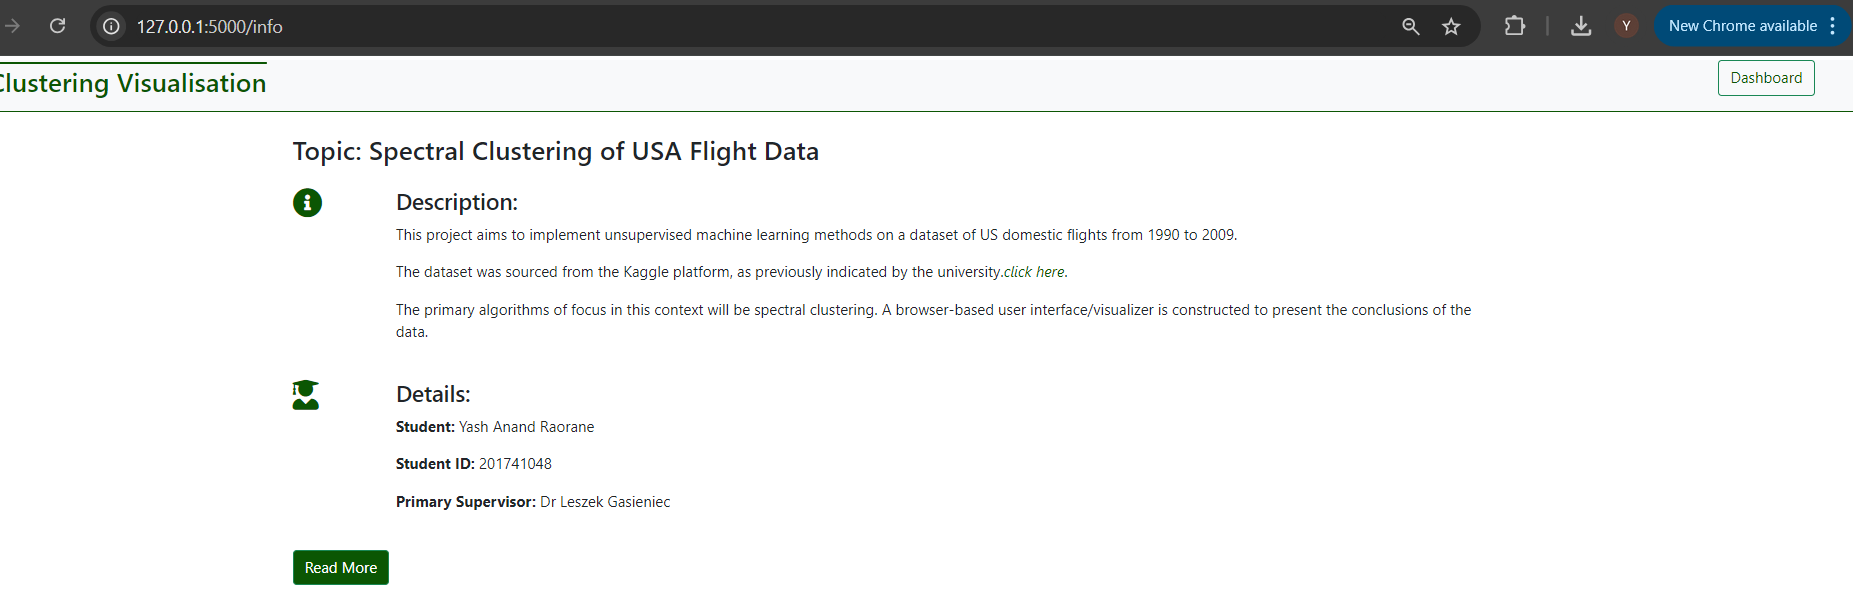 127.0.0.1:5000/info
Y
New Chrome available
Clustering Visualisation
Dashboard
Topic: Spectral Clustering of USA Flight Data
Description:
This project aims to implement unsupervised machine learning methods on a dataset of US domestic flights from 1990 to 2009.
The dataset was sourced from the Kaggle platform, as previously indicated by the university.click here.
The primary algorithms of focus in this context will be spectral clustering. A browser-based user interface/visualizer is constructed to present the conclusions of the
data.
Details:
Student: Yash Anand Raorane
Student ID: 201741048
Primary Supervisor: Dr Leszek Gasieniec
Read More